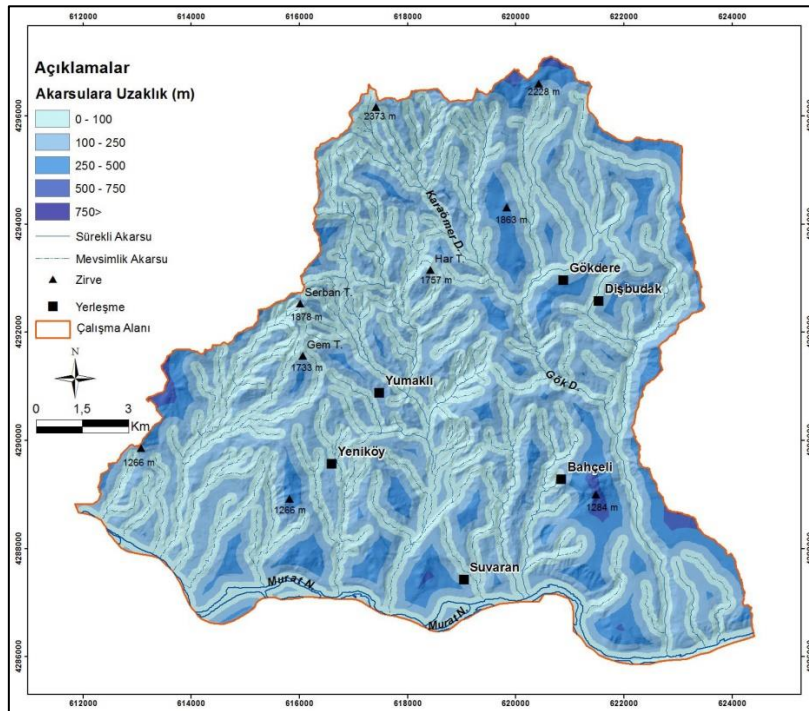 612000 614000 616000 618000 620000 622000 624000
Açıklamalar
Akarsulara Uzaklık (m)
0 - 100
100 - 250
250 - 500
500 - 750
750>
Sürekli Akarsu
Mevsimlik Akarsu
Zirve
Yerleşme
Çalışma Alanı
N
0 1,5 3
Km
2373 m
2228 m
4296000
4294000
Karaömer D.
1863 m
Har T.
1757 m
Gökdere
Dişbudak
Serban T.
1878 m
4292000
Gem T.
1733 m
Gök D.
Yumaklı
4290000
1266 m
Yeniköy
Bahçeli
1266 m
1284 m
4288000
Suvaran
Murat N.
Murat N.
4286000
612000 614000 616000 618000 620000 622000 624000